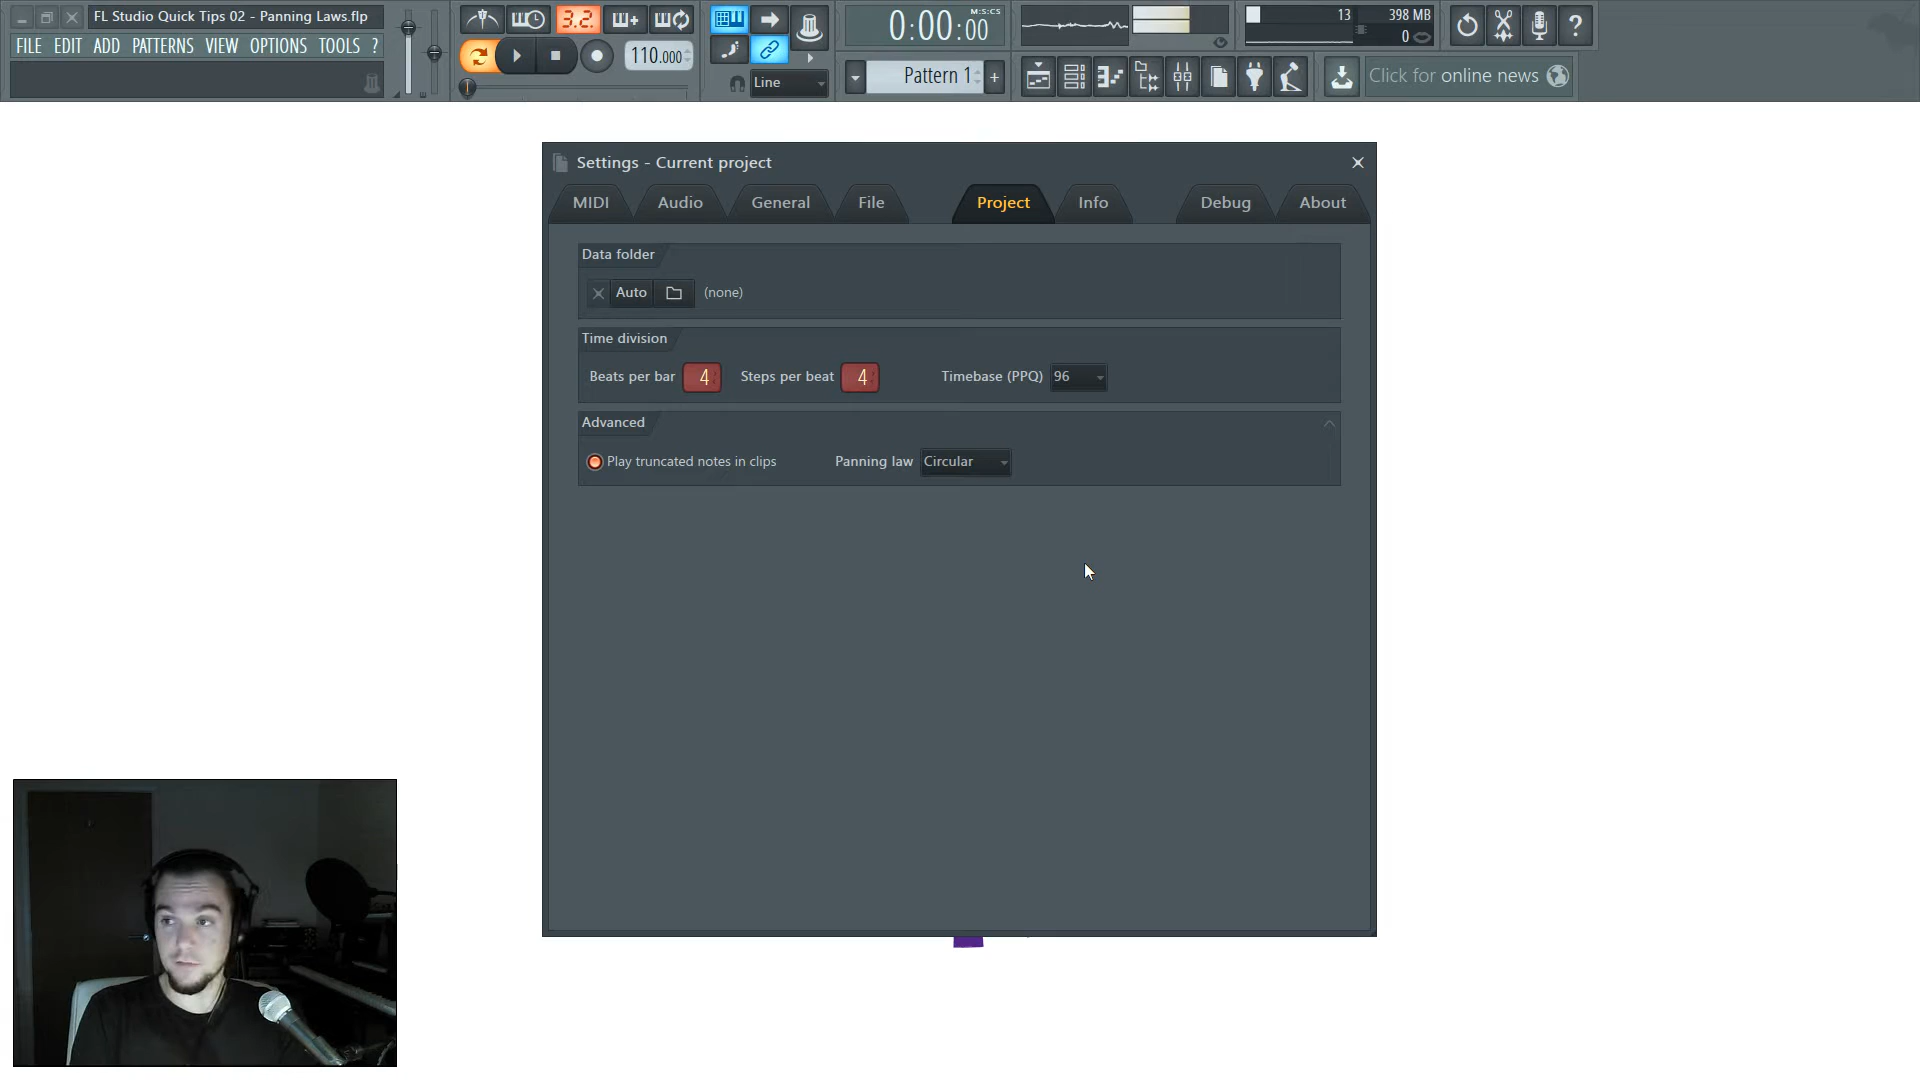 FL Studio Quick Tips 02 - Panning Laws.flp
FILE EDIT ADD PATTERNS VIEW OPTIONS TOOLS ?
3.2.
110.000
Line
0:00:00
M:S:CS
Pattern 1
+
13
398 MB
0
?
Click for online news
Settings - Current project
MIDI
Audio
General
File
Project
Info
Debug
About
Data folder
Auto
(none)
Time division
Beats per bar 4
Steps per beat 4
Timebase (PPQ) 96
Advanced
Play truncated notes in clips
Panning law Circular